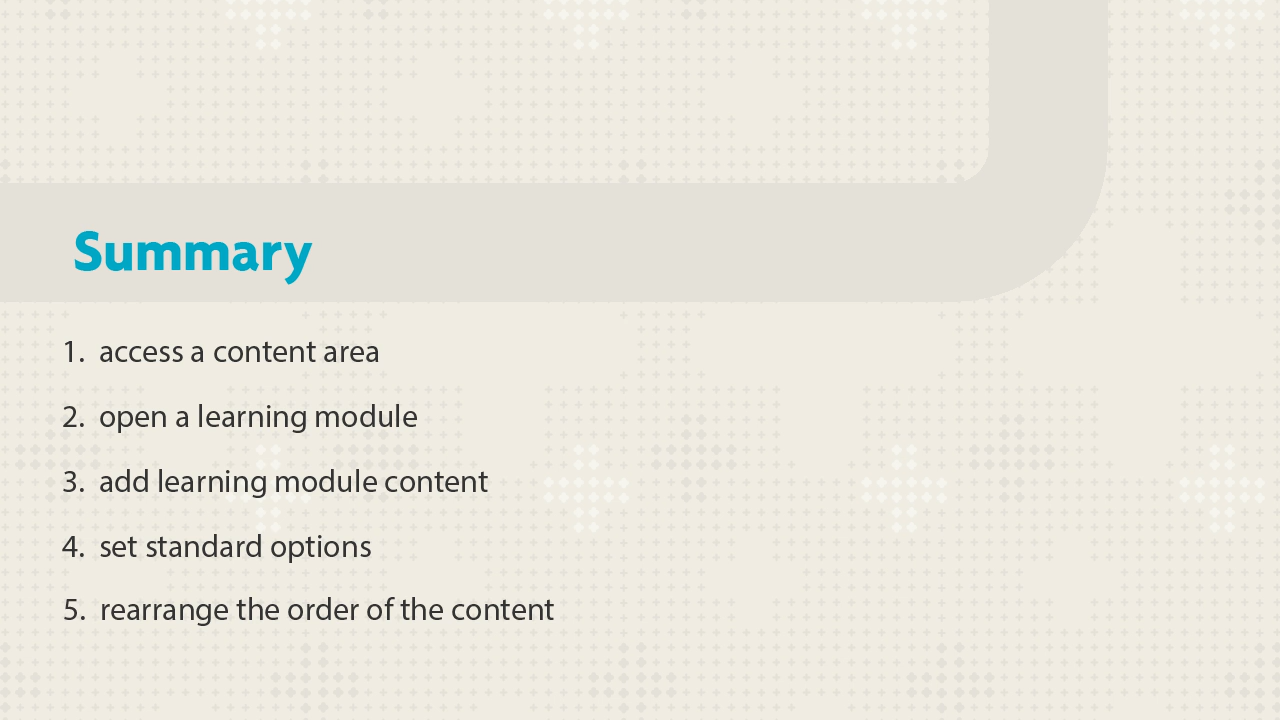 Summary
1. access a content area
2. open a learning module
3. add learning module content
4. set standard options
5. rearrange the order of the content